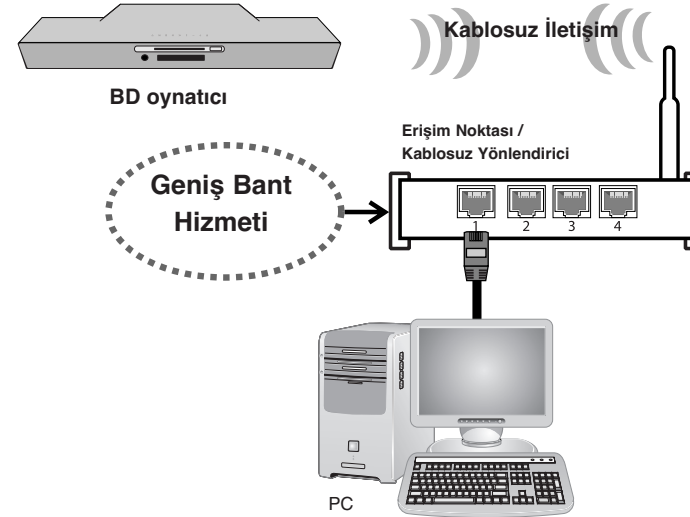 Kablosuz İletişim
BD oynatıcı
Erişim Noktası /
Kablosuz Yönlendirici
Geniş Bant
Hizmeti
1 2 3 4
PC